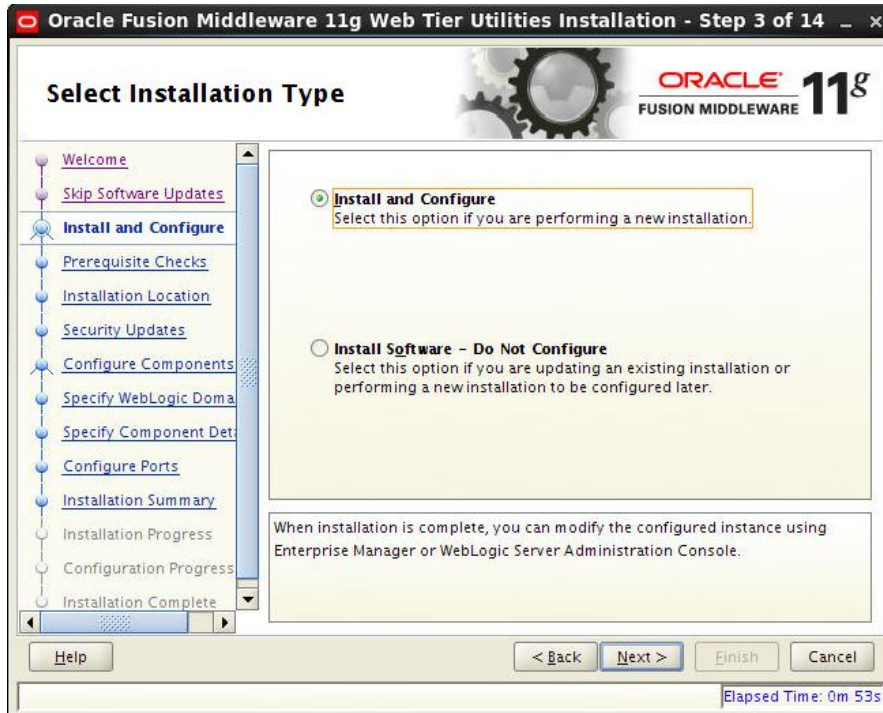 Oracle Fusion Middleware 11g Web Tier Utilities Installation - Step 3 of 14
Select Installation Type
ORACLE
FUSION MIDDLEWARE 11g
Welcome
Skip Software Updates
Install and Configure
Prerequisite Checks
Installation Location
Security Updates
Configure Components
Specify WebLogic Doma
Specify Component Deta
Configure Ports
Installation Summary
Installation Progress
Configuration Progress
Installation Complete
Install and Configure
Select this option if you are performing a new installation.
Install Software - Do Not Configure
Select this option if you are updating an existing installation or
performing a new installation to be configured later.
When installation is complete, you can modify the configured instance using
Enterprise Manager or WebLogic Server Administration Console.
Help
< Back
Next >
Finish
Cancel
Elapsed Time: 0m 53s